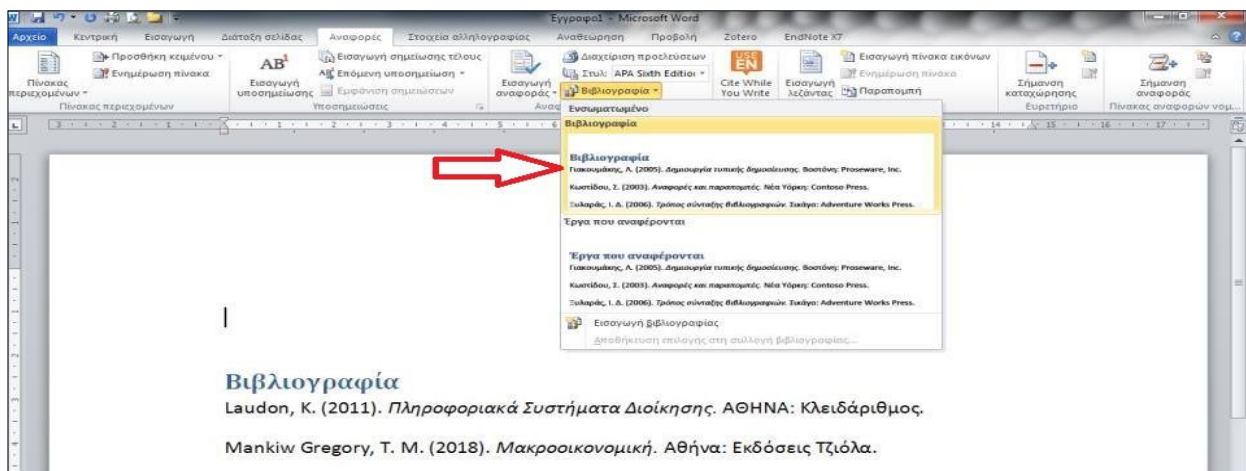 Έγγραφο1 - Microsoft Word
Αρχείο Κεντρική Εισαγωγή Διάταξη σελίδας Αναφορές Στοιχεία αλληλογραφίας Αναθεώρηση Προβολή Zotero EndNote X7
Προσθήκη κειμένου
Ενημέρωση πίνακα
Πίνακας περιεχομένων
Πίνακας περιεχομένων
AB¹
Εισαγωγή υποσημείωσης
Εισαγωγή σημείωσης τέλους
Επόμενη υποσημείωση
Εμφάνιση σημειώσεων
Υποσημειώσεις
Εισαγωγή αναφοράς
Διαχείριση προελεύσεων
Στυλ: APA Sixth Editior
Βιβλιογραφία
Cite While You Write
Εισαγωγή λεζάντας
Εισαγωγή πίνακα εικόνων
Ενημέρωση πίνακα
Παραπομπή
Σήμανση καταχώρησης
Ευρετήριο
Σήμανση αναφοράς
Πίνακας αναφορών νομ...
Ενσωματωμένο
Βιβλιογραφία
Βιβλιογραφία
Γιακουμάκης, Λ. (2005). Δημιουργία τυπικής δημοσίευσης. Βοστόνη: Proseware, Inc.
Κωστίδου, Σ. (2003). Αναφορές και παραπομπές. Νέα Υόρκη: Contoso Press.
Ξυλαράς, Ι. Δ. (2006). Τρόπος σύνταξης βιβλιογραφιών. Σικάγο: Adventure Works Press.
Έργα που αναφέρονται
Έργα που αναφέρονται
Γιακουμάκης, Λ. (2005). Δημιουργία τυπικής δημοσίευσης. Βοστόνη: Proseware, Inc.
Κωστίδου, Σ. (2003). Αναφορές και παραπομπές. Νέα Υόρκη: Contoso Press.
Ξυλαράς, Ι. Δ. (2006). Τρόπος σύνταξης βιβλιογραφιών. Σικάγο: Adventure Works Press.
Εισαγωγή βιβλιογραφίας
Αποθήκευση επιλογής στη συλλογή βιβλιογραφίας...
Βιβλιογραφία
Laudon, K. (2011). Πληροφοριακά Συστήματα Διοίκησης. ΑΘΗΝΑ: Κλειδάριθμος.
Mankiw Gregory, T. M. (2018). Μακροοικονομική. Αθήνα: Εκδόσεις Τζιόλα.